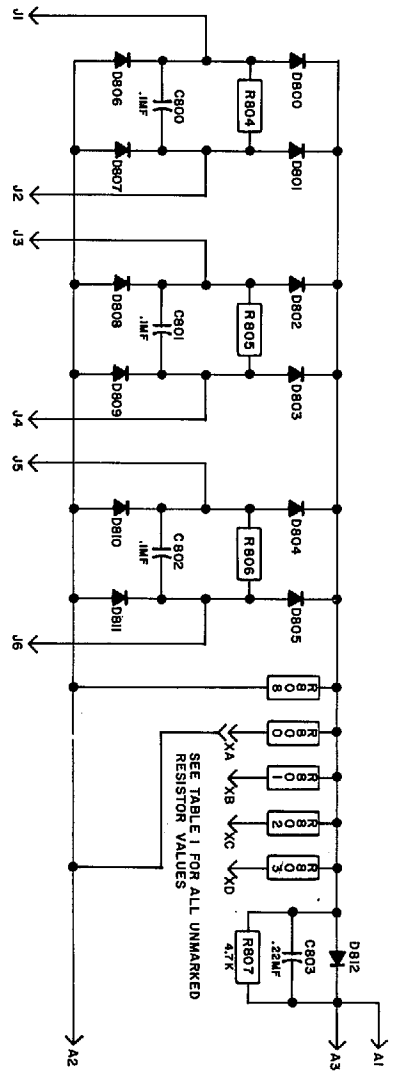 J1
D806
C800
.1MF
R804
D800
D807
D801
J2
J3
D808
C801
.1MF
R805
D802
D809
D803
J4
J5
D810
C802
.1MF
R806
D804
D811
D805
J6
R808
R800
XA
R801
XB
R802
XC
R803
XD
SEE TABLE 1 FOR ALL UNMARKED
RESISTOR VALUES
R807
4.7K
C803
.22MF
D812
A2
A3
A1